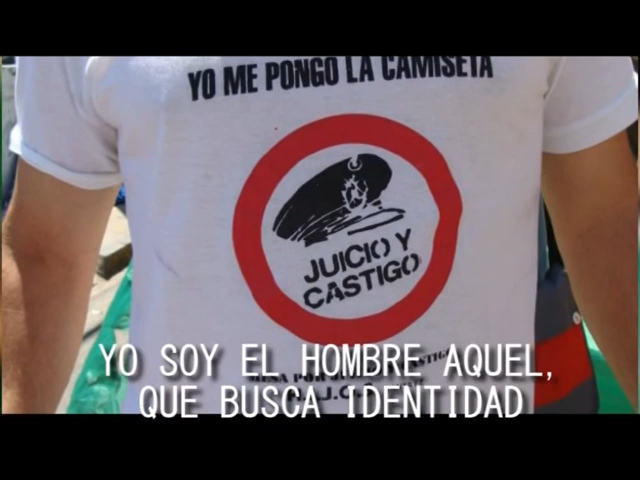 YO ME PONGO LA CAMISETA
JUICIO Y
CASTIGO
YO SOY EL HOMBRE AQUEL,
QUE BUSCA IDENTIDAD